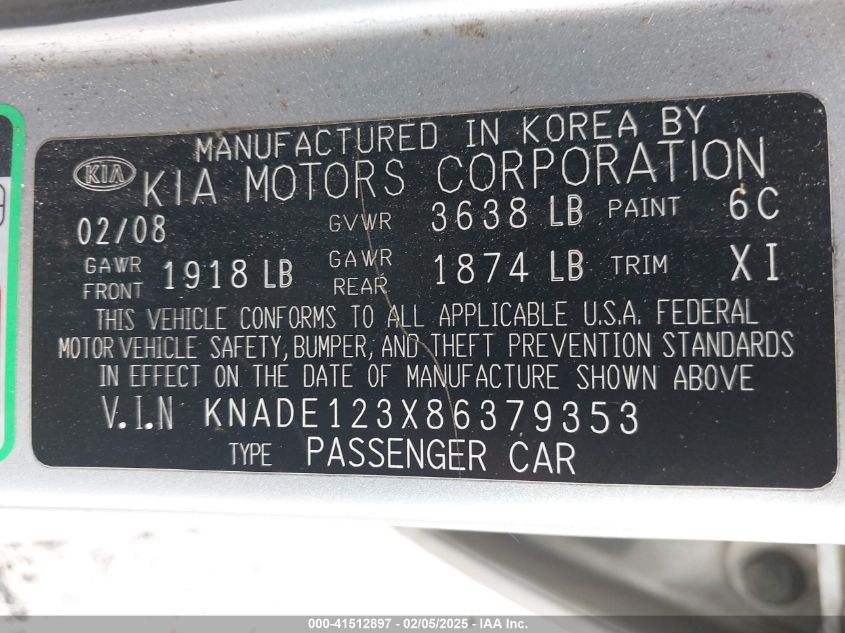 MANUFACTURED IN KOREA BY
KIA KIA MOTORS CORPORATION
02/08 GVWR 3638 LB PAINT 6C
GAWR FRONT 1918 LB GAWR REAR 1874 LB TRIM XI
THIS VEHICLE CONFORMS TO ALL APPLICABLE U.S.A. FEDERAL
MOTOR VEHICLE SAFETY, BUMPER, AND THEFT PREVENTION STANDARDS
IN EFFECT ON THE DATE OF MANUFACTURE SHOWN ABOVE
V.I.N KNADE123X86379353
TYPE PASSENGER CAR
000-41512897 - 02/05/2025 - IAA Inc.